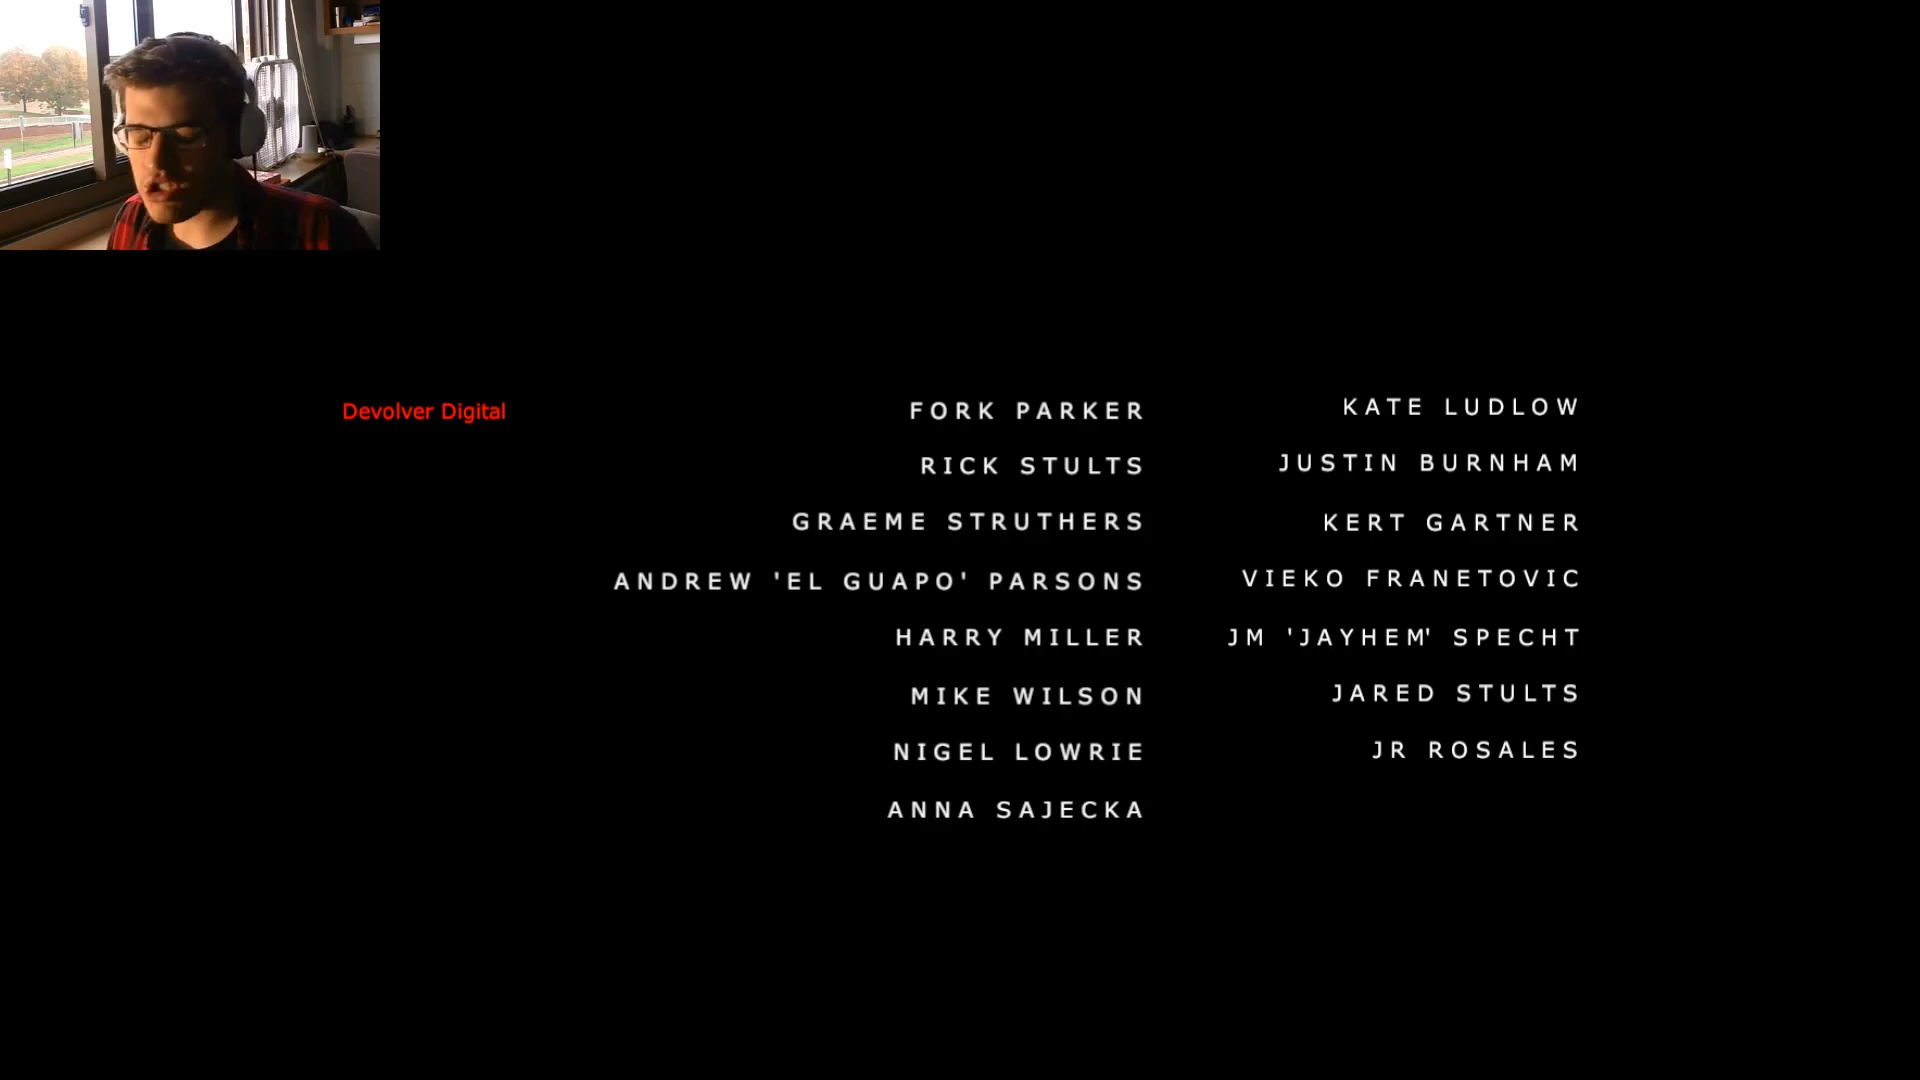 Devolver Digital
FORK PARKER
RICK STULTS
GRAEME STRUTHERS
ANDREW 'EL GUAPO' PARSONS
HARRY MILLER
MIKE WILSON
NIGEL LOWRIE
ANNA SAJECKA
KATE LUDLOW
JUSTIN BURNHAM
KERT GARTNER
VIEKO FRANETOVIC
JM 'JAYHEM' SPECHT
JARED STULTS
JR ROSALES